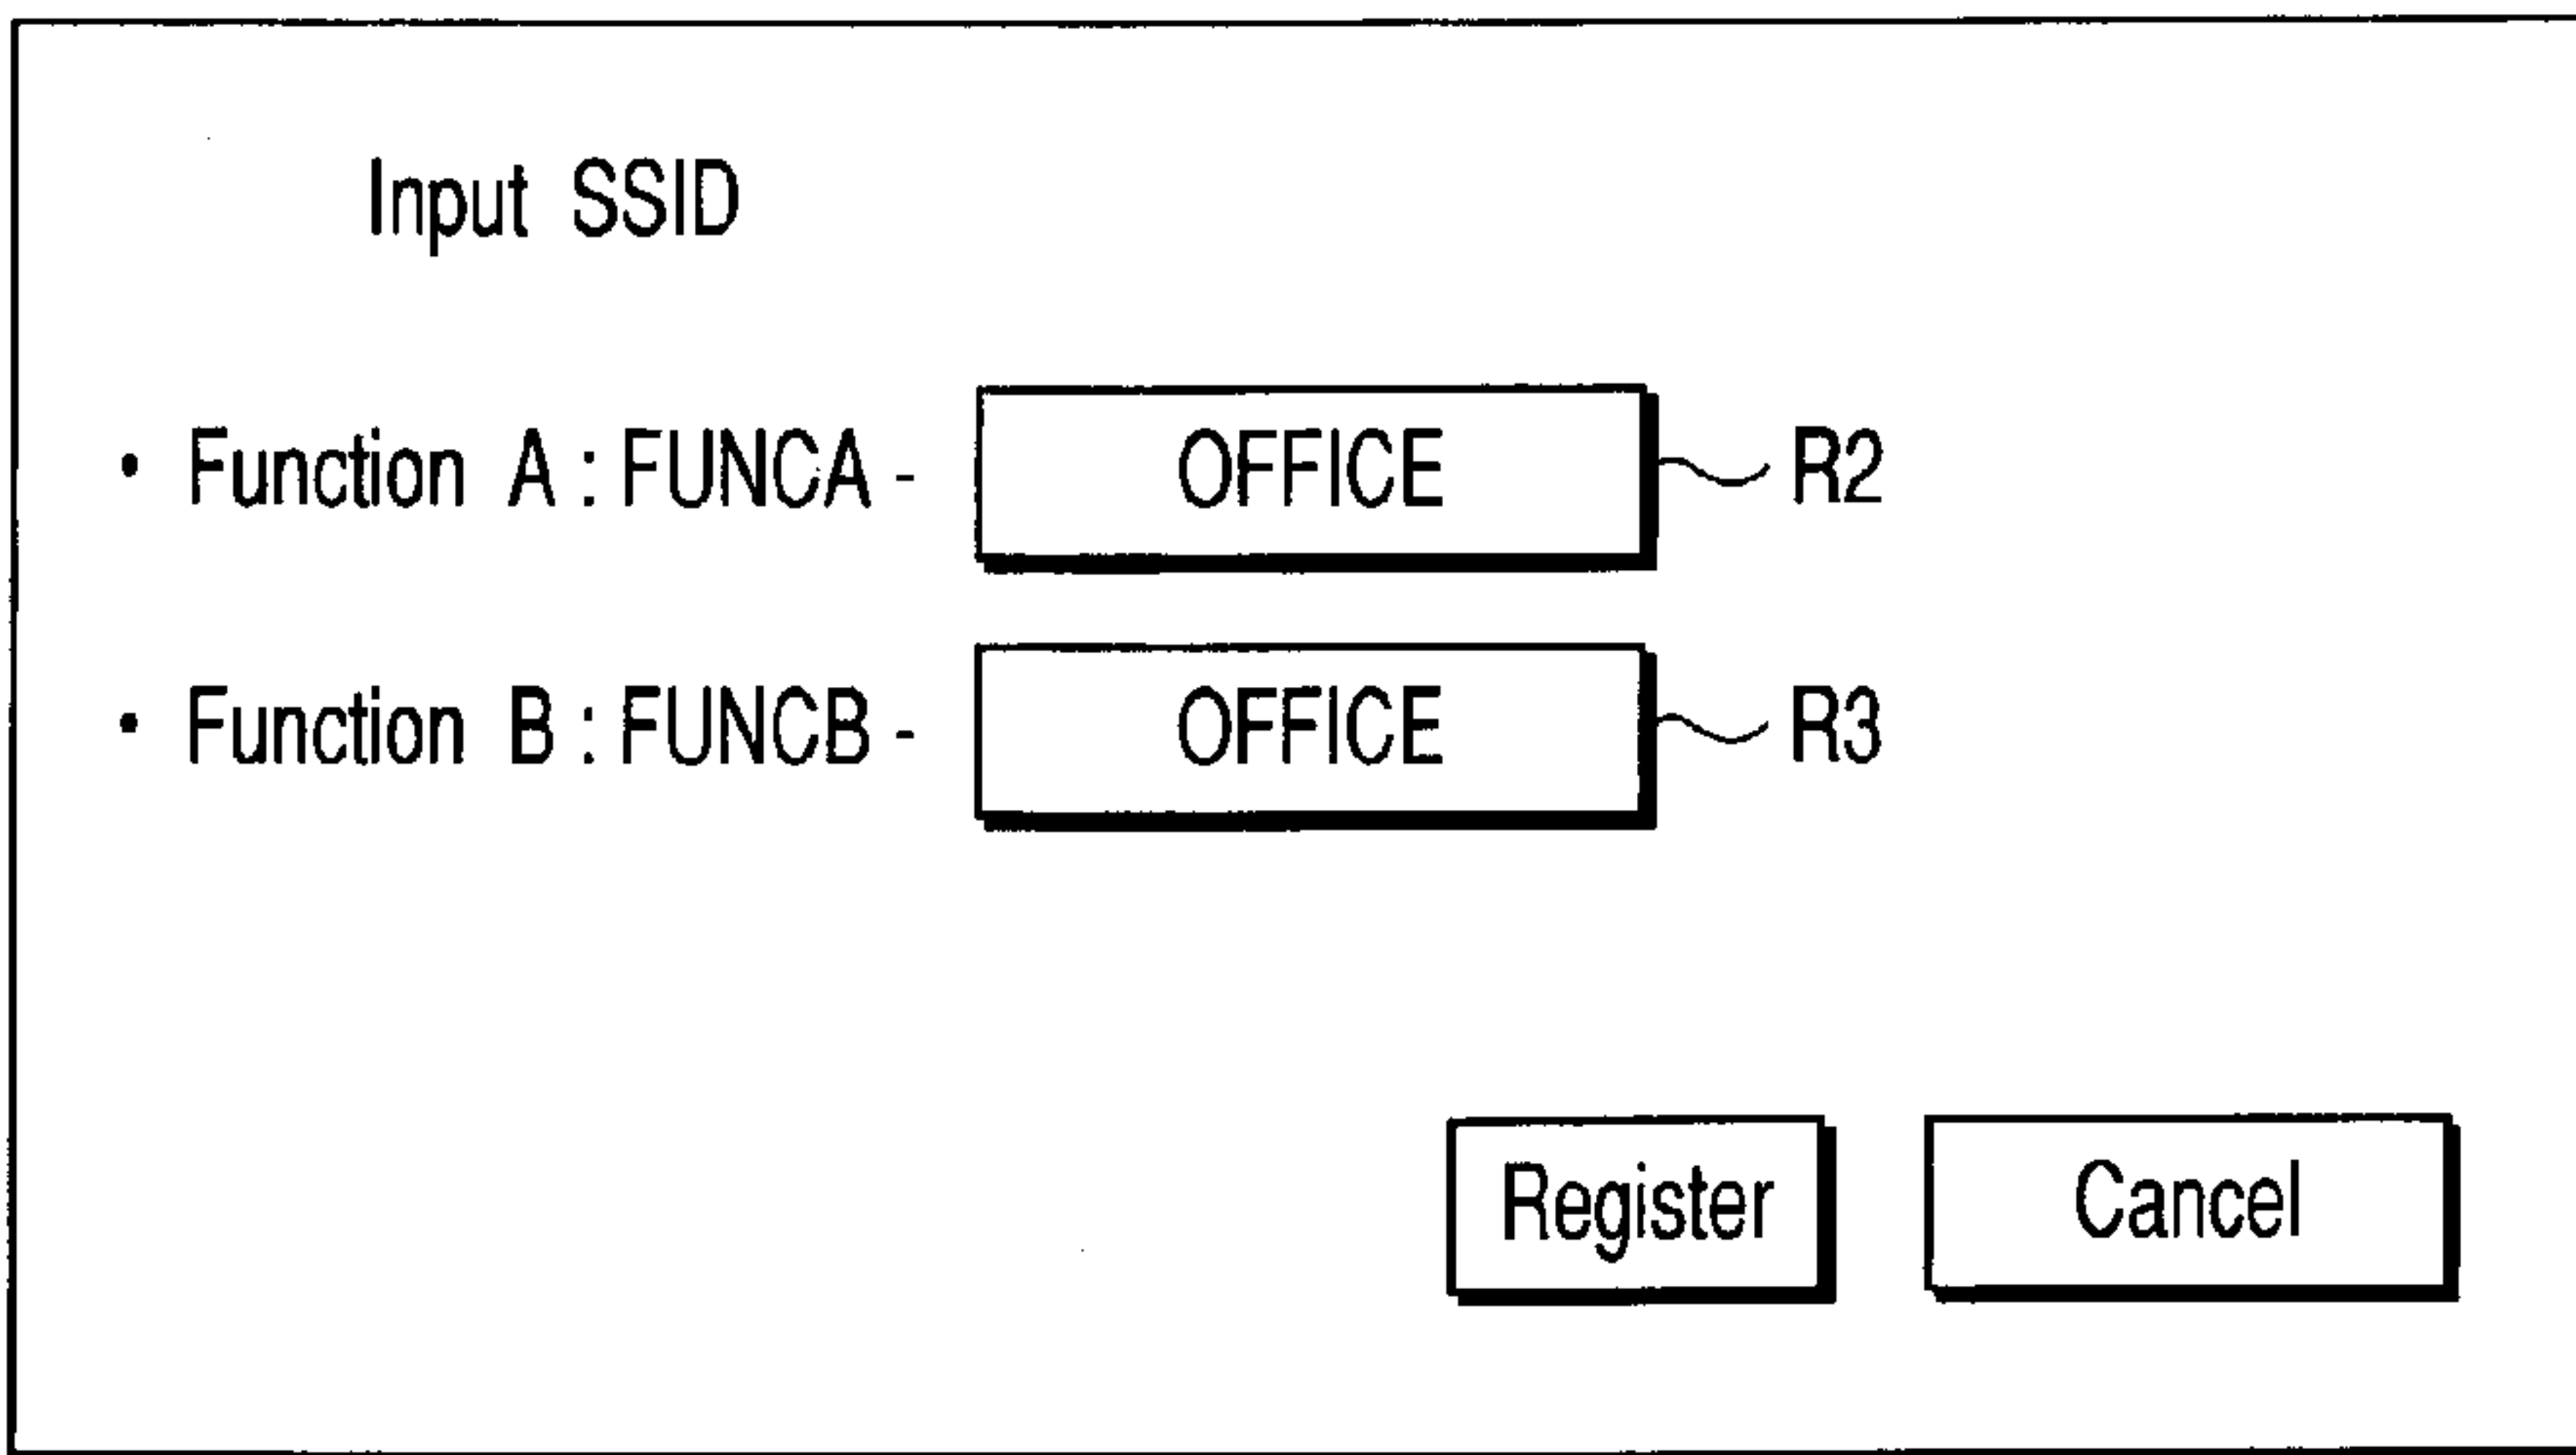 Input SSID
• Function A : FUNCA - OFFICE R2
• Function B : FUNCB - OFFICE R3
Register Cancel